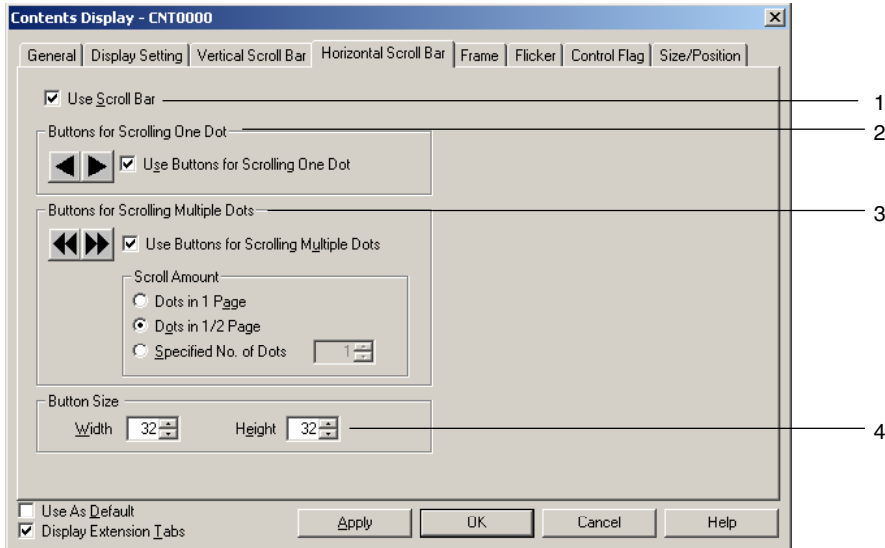 Contents Display - CNT0000
General Display Setting Vertical Scroll Bar Horizontal Scroll Bar Frame Flicker Control Flag Size/Position
Use Scroll Bar 1
Buttons for Scrolling One Dot 2
Use Buttons for Scrolling One Dot
Buttons for Scrolling Multiple Dots 3
Use Buttons for Scrolling Multiple Dots
Scroll Amount
Dots in 1 Page
Dots in 1/2 Page
Specified No. of Dots 1
Button Size
Width 32 Height 32 4
Use As Default
Display Extension Tabs Apply OK Cancel Help